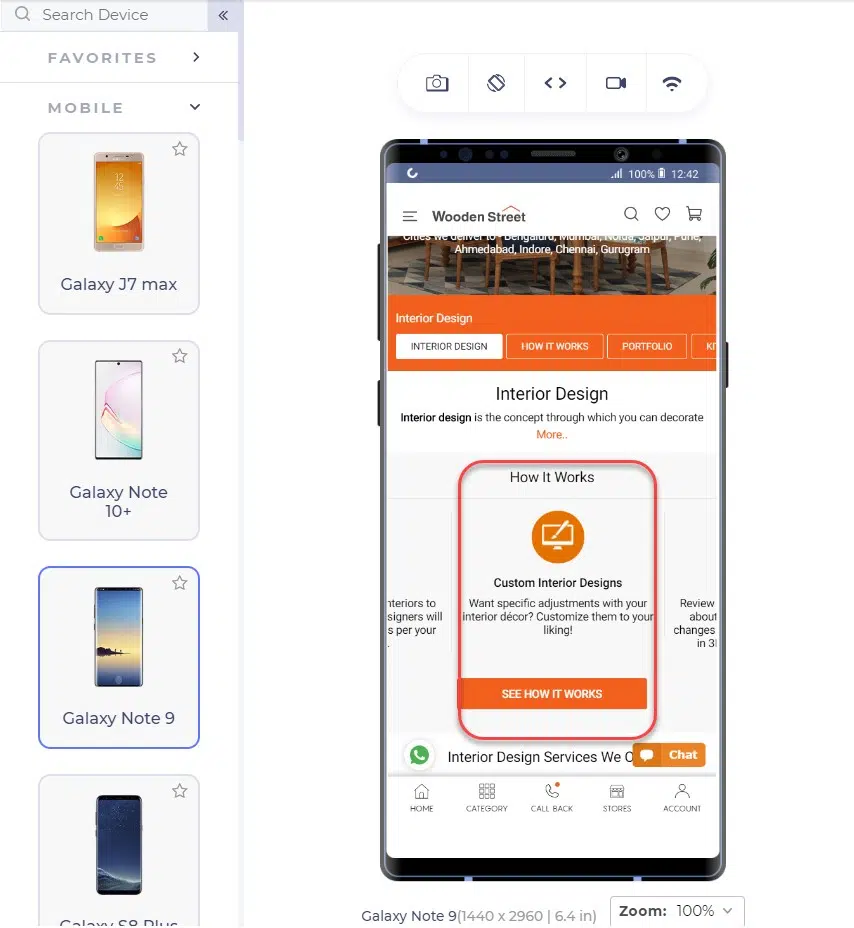 Search Device
«
FAVORITES
MOBILE
Galaxy J7 max
Galaxy Note
10+
Galaxy Note 9
Galaxy S8 Plus
100% 12:42
Wooden Street
Cities we deliver to - Bengaluru, Mumbai, Noida, Jaipur, Pune,
Ahmedabad, Indore, Chennai, Gurugram
Interior Design
INTERIOR DESIGN HOW IT WORKS PORTFOLIO
Interior Design
Interior design is the concept through which you can decorate
More..
How It Works
Custom Interior Designs
nteriors to
signers will
s per your
.
Want specific adjustments with your
interior décor? Customize them to your
liking!
Review
about
changes
in 3
SEE HOW IT WORKS
Interior Design Services We
Chat
HOME CATEGORY CALL BACK STORES ACCOUNT
Galaxy Note 9(1440 x 2960 | 6.4 in)
Zoom: 100%